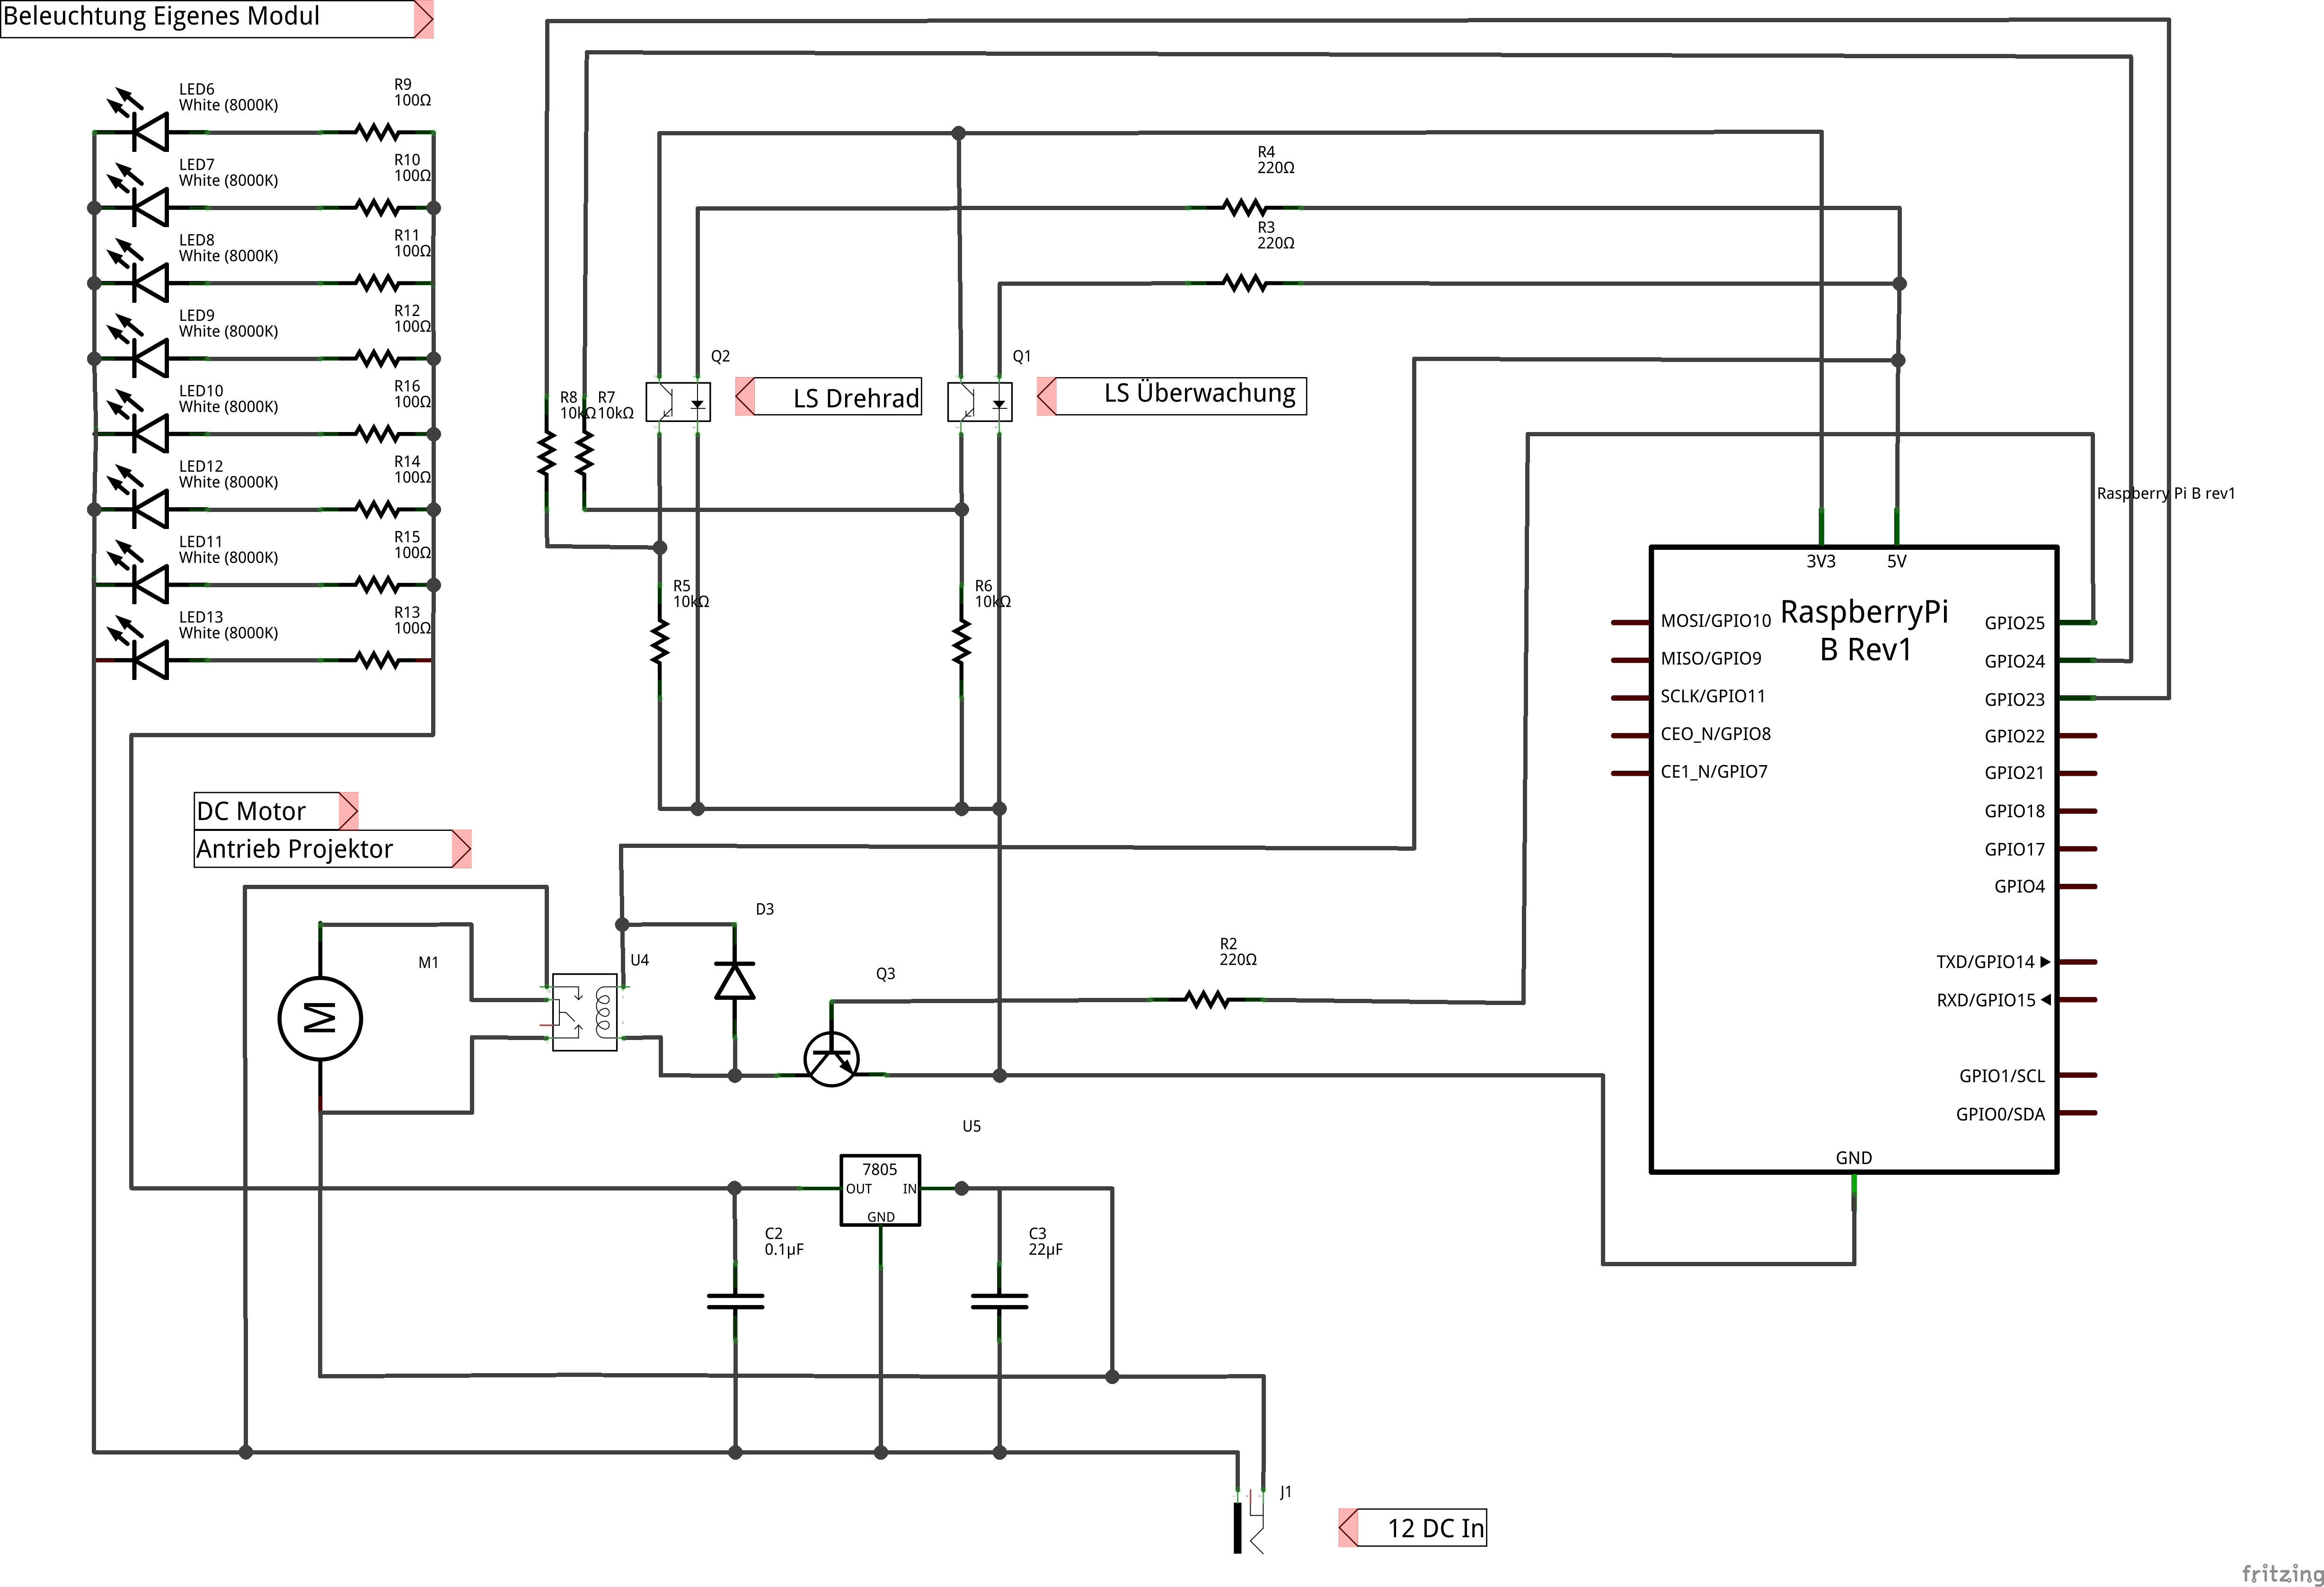 Beleuchtung Eigenes Modul
LED6
White (8000K)
R9
100Ω
LED7
White (8000K)
R10
100Ω
LED8
White (8000K)
R11
100Ω
LED9
White (8000K)
R12
100Ω
LED10
White (8000K)
R16
100Ω
LED12
White (8000K)
R14
100Ω
LED11
White (8000K)
R15
100Ω
LED13
White (8000K)
R13
100Ω
R4
220Ω
R3
220Ω
Q2
LS Drehrad
Q1
LS Überwachung
R8
10kΩ
R7
10kΩ
R5
10kΩ
R6
10kΩ
Raspberry Pi B rev1
3V3
5V
RaspberryPi
B Rev1
MOSI/GPIO10
MISO/GPIO9
SCLK/GPIO11
CEO_N/GPIO8
CE1_N/GPIO7
GPIO25
GPIO24
GPIO23
GPIO22
GPIO21
GPIO18
GPIO17
GPIO4
TXD/GPIO14
RXD/GPIO15
GPIO1/SCL
GPIO0/SDA
GND
DC Motor
Antrieb Projektor
M1
M
U4
D3
Q3
R2
220Ω
U5
7805
OUT
IN
GND
C2
0.1µF
C3
22µF
J1
12 DC In
fritzing